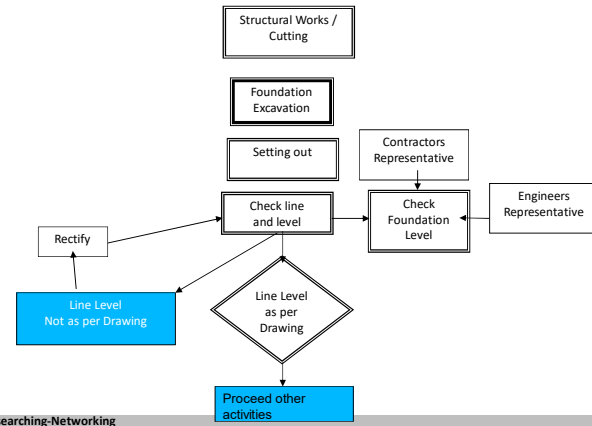 Structural Works /
Cutting
Foundation
Excavation
Setting out
Contractors
Representative
Check line
and level
Check
Foundation
Level
Engineers
Representative
Rectify
Line Level
Not as per Drawing
Line Level
as per
Drawing
Proceed other
activities
searching-Networking